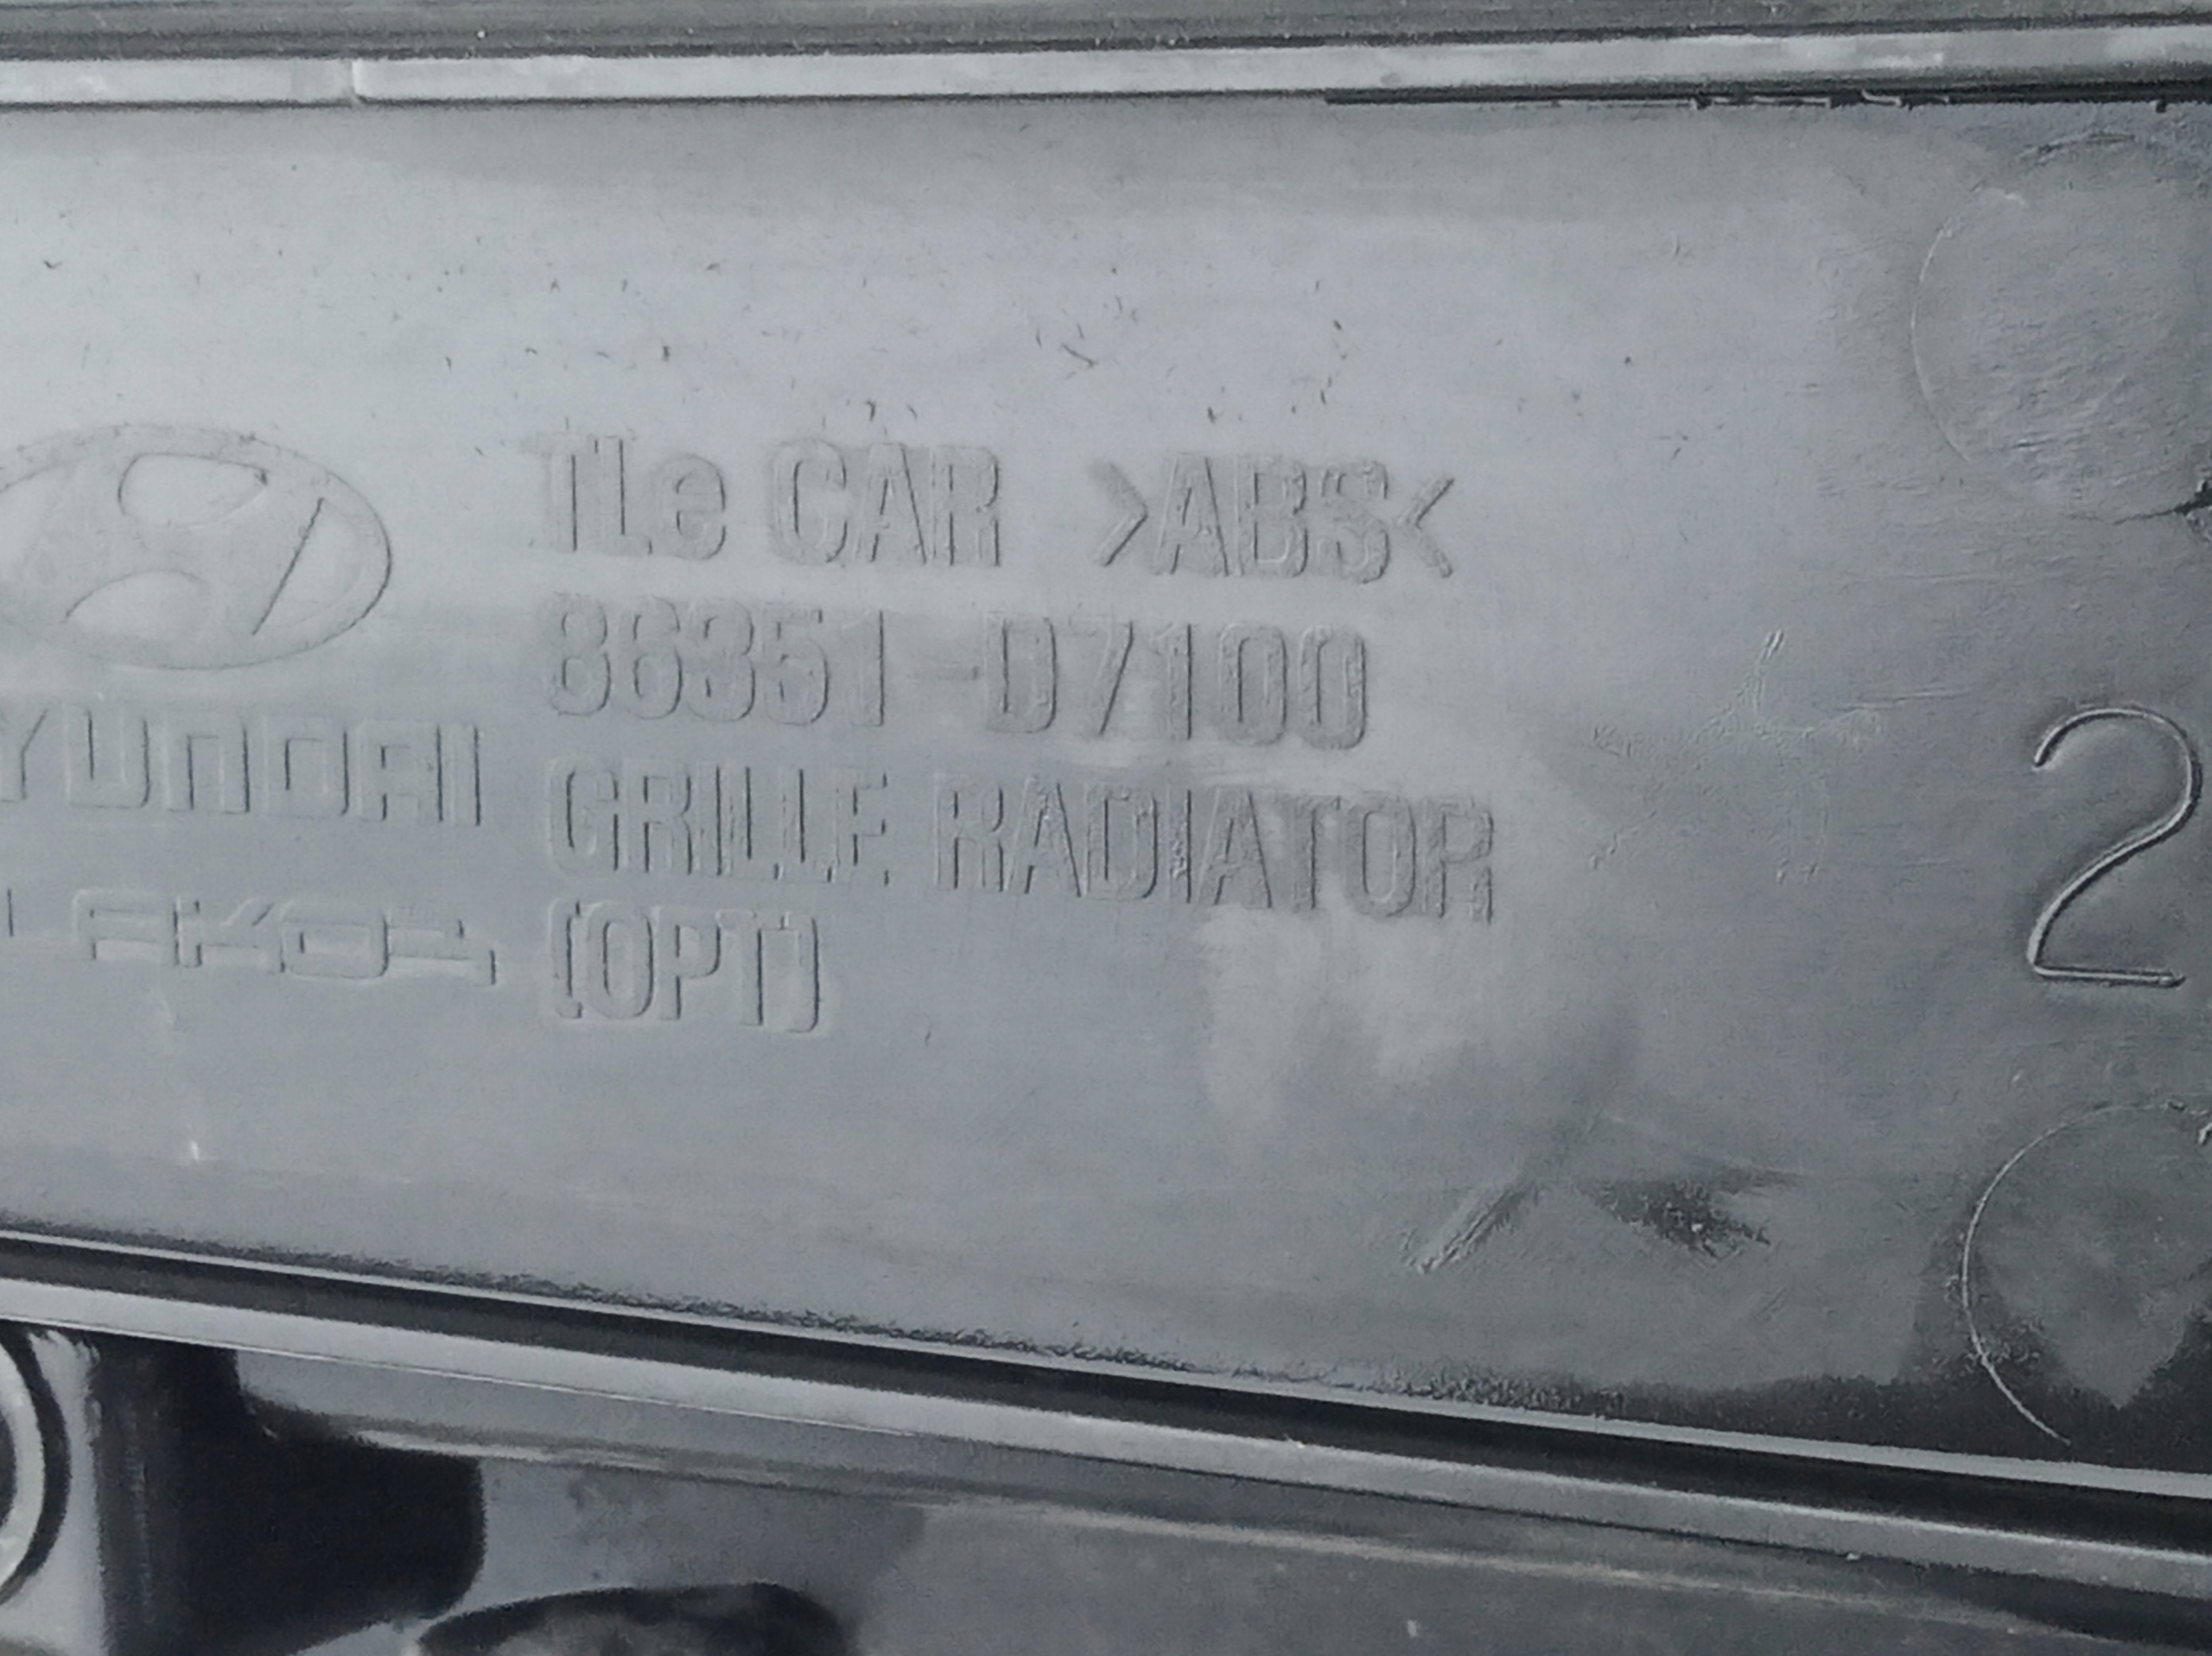 TLe CAR >ABS<
86351-D7100
YUNDAI GRILLE RADIATOR
(OPT)
2